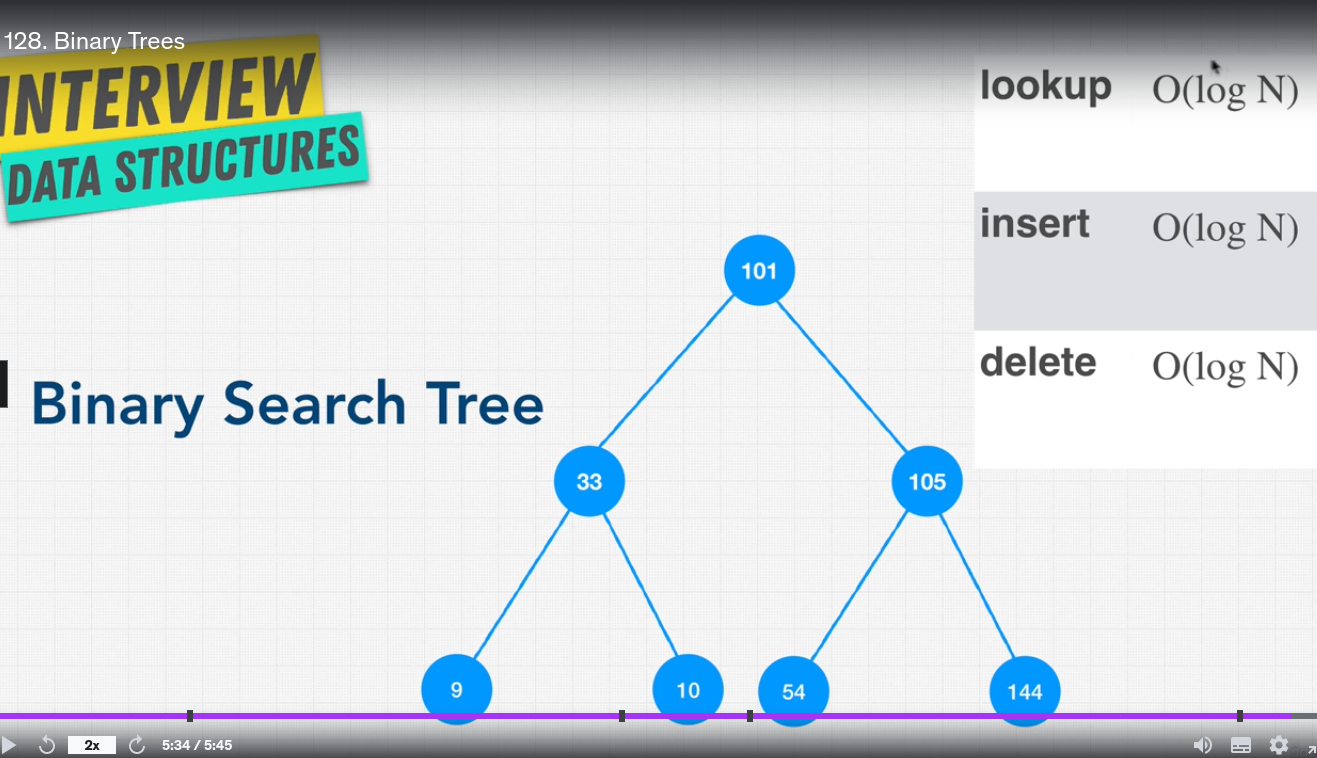 128. Binary Trees
INTERVIEW
DATA STRUCTURES
lookup O(log N)
insert O(log N)
delete O(log N)
Binary Search Tree
101
33
105
9
10
54
144
2x
5:34 / 5:45